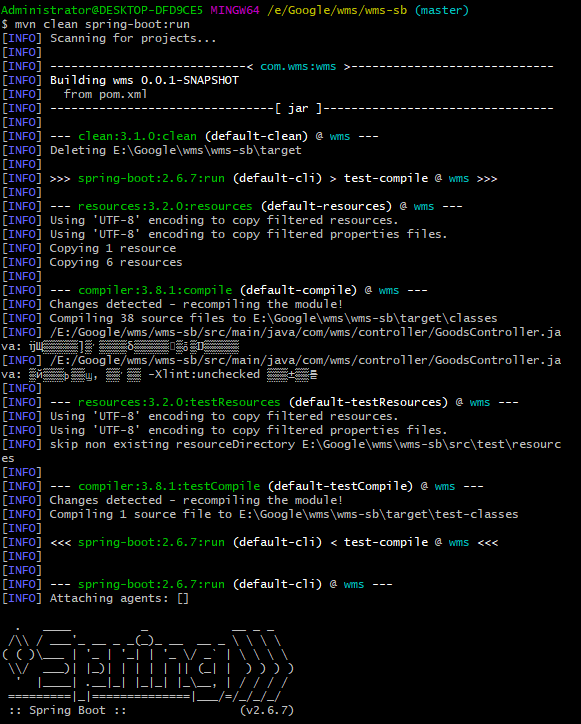 Administrator@DESKTOP-DFD9CE5 MINGW64 /e/Google/wms/wms-sb (master)
$ mvn clean spring-boot:run
[INFO] Scanning for projects...
[INFO]
[INFO] -----------------------------< com.wms:wms >-----------------------------
[INFO] Building wms 0.0.1-SNAPSHOT
[INFO]   from pom.xml
[INFO] --------------------------------[ jar ]---------------------------------
[INFO]
[INFO] --- clean:3.1.0:clean (default-clean) @ wms ---
[INFO] Deleting E:\Google\wms\wms-sb\target
[INFO]
[INFO] >>> spring-boot:2.6.7:run (default-cli) > test-compile @ wms >>>
[INFO]
[INFO] --- resources:3.2.0:resources (default-resources) @ wms ---
[INFO] Using 'UTF-8' encoding to copy filtered resources.
[INFO] Using 'UTF-8' encoding to copy filtered properties files.
[INFO] Copying 1 resource
[INFO] Copying 6 resources
[INFO]
[INFO] --- compiler:3.8.1:compile (default-compile) @ wms ---
[INFO] Changes detected - recompiling the module!
[INFO] Compiling 38 source files to E:\Google\wms\wms-sb\target\classes
[INFO] /E:/Google/wms/wms-sb/src/main/java/com/wms/controller/GoodsController.ja
va:
[INFO] /E:/Google/wms/wms-sb/src/main/java/com/wms/controller/GoodsController.ja
va: -Xlint:unchecked
[INFO]
[INFO] --- resources:3.2.0:testResources (default-testResources) @ wms ---
[INFO] Using 'UTF-8' encoding to copy filtered resources.
[INFO] Using 'UTF-8' encoding to copy filtered properties files.
[INFO] skip non existing resourceDirectory E:\Google\wms\wms-sb\src\test\resourc
es
[INFO]
[INFO] --- compiler:3.8.1:testCompile (default-testCompile) @ wms ---
[INFO] Changes detected - recompiling the module!
[INFO] Compiling 1 source file to E:\Google\wms\wms-sb\target\test-classes
[INFO]
[INFO] <<< spring-boot:2.6.7:run (default-cli) < test-compile @ wms <<<
[INFO]
[INFO]
[INFO] --- spring-boot:2.6.7:run (default-cli) @ wms ---
[INFO] Attaching agents: []
Spring
:: Spring Boot :: (v2.6.7)